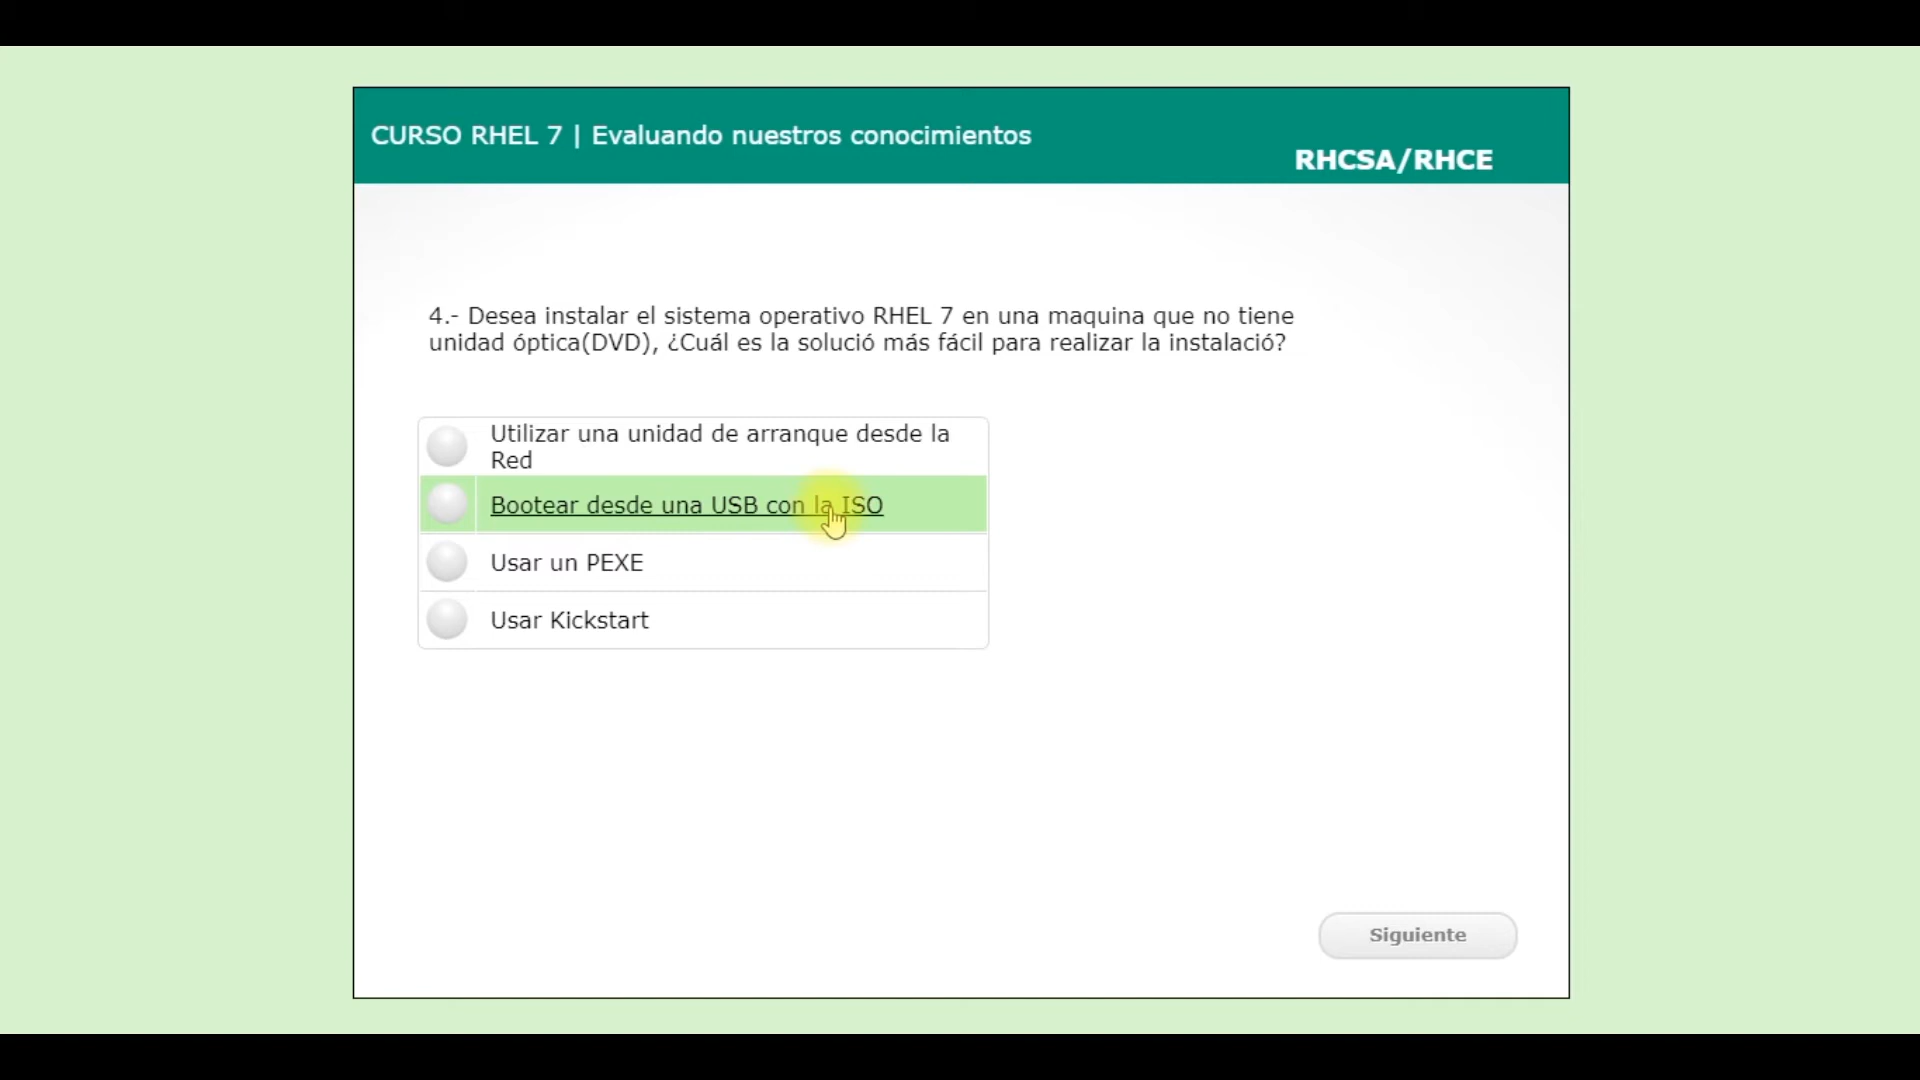 CURSO RHEL 7 | Evaluando nuestros conocimientos
RHCSA/RHCE
4.- Desea instalar el sistema operativo RHEL 7 en una maquina que no tiene
unidad óptica(DVD), ¿Cuál es la solució más fácil para realizar la instalació?
Utilizar una unidad de arranque desde la
Red
Bootear desde una USB con la ISO
Usar un PEXE
Usar Kickstart
Siguiente